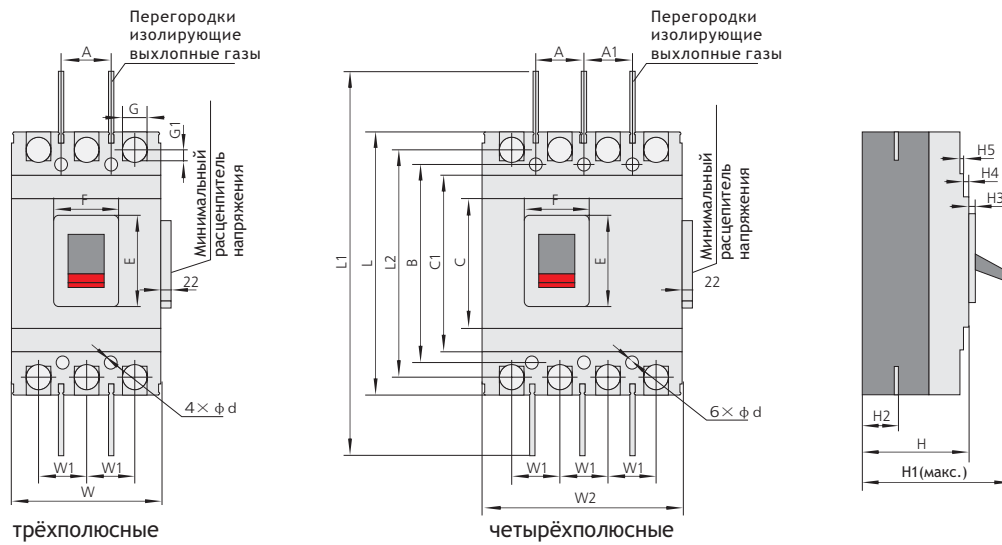 Перегородки
изолирующие
выхлопные газы
A
G
G1
Минимальный
расценпитель
напряжения
F
E
22
4× ϕd
W1
W1
W
трёхполюсные
Перегородки
изолирующие
выхлопные газы
A
A1
L1
L
L2
B
C1
C
F
E
Минимальный
расцепитель
напряжения
22
6× ϕd
W1
W1
W1
W2
четырёхполюсные
H5
H4
H3
H2
H
H1(макс.)